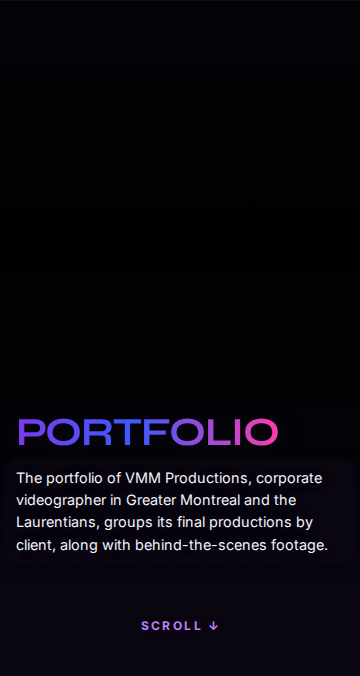 PORTFOLIO
The portfolio of VMM Productions, corporate
videographer in Greater Montreal and the
Laurentians, groups its final productions by
client, along with behind-the-scenes footage.
SCROLL ↓